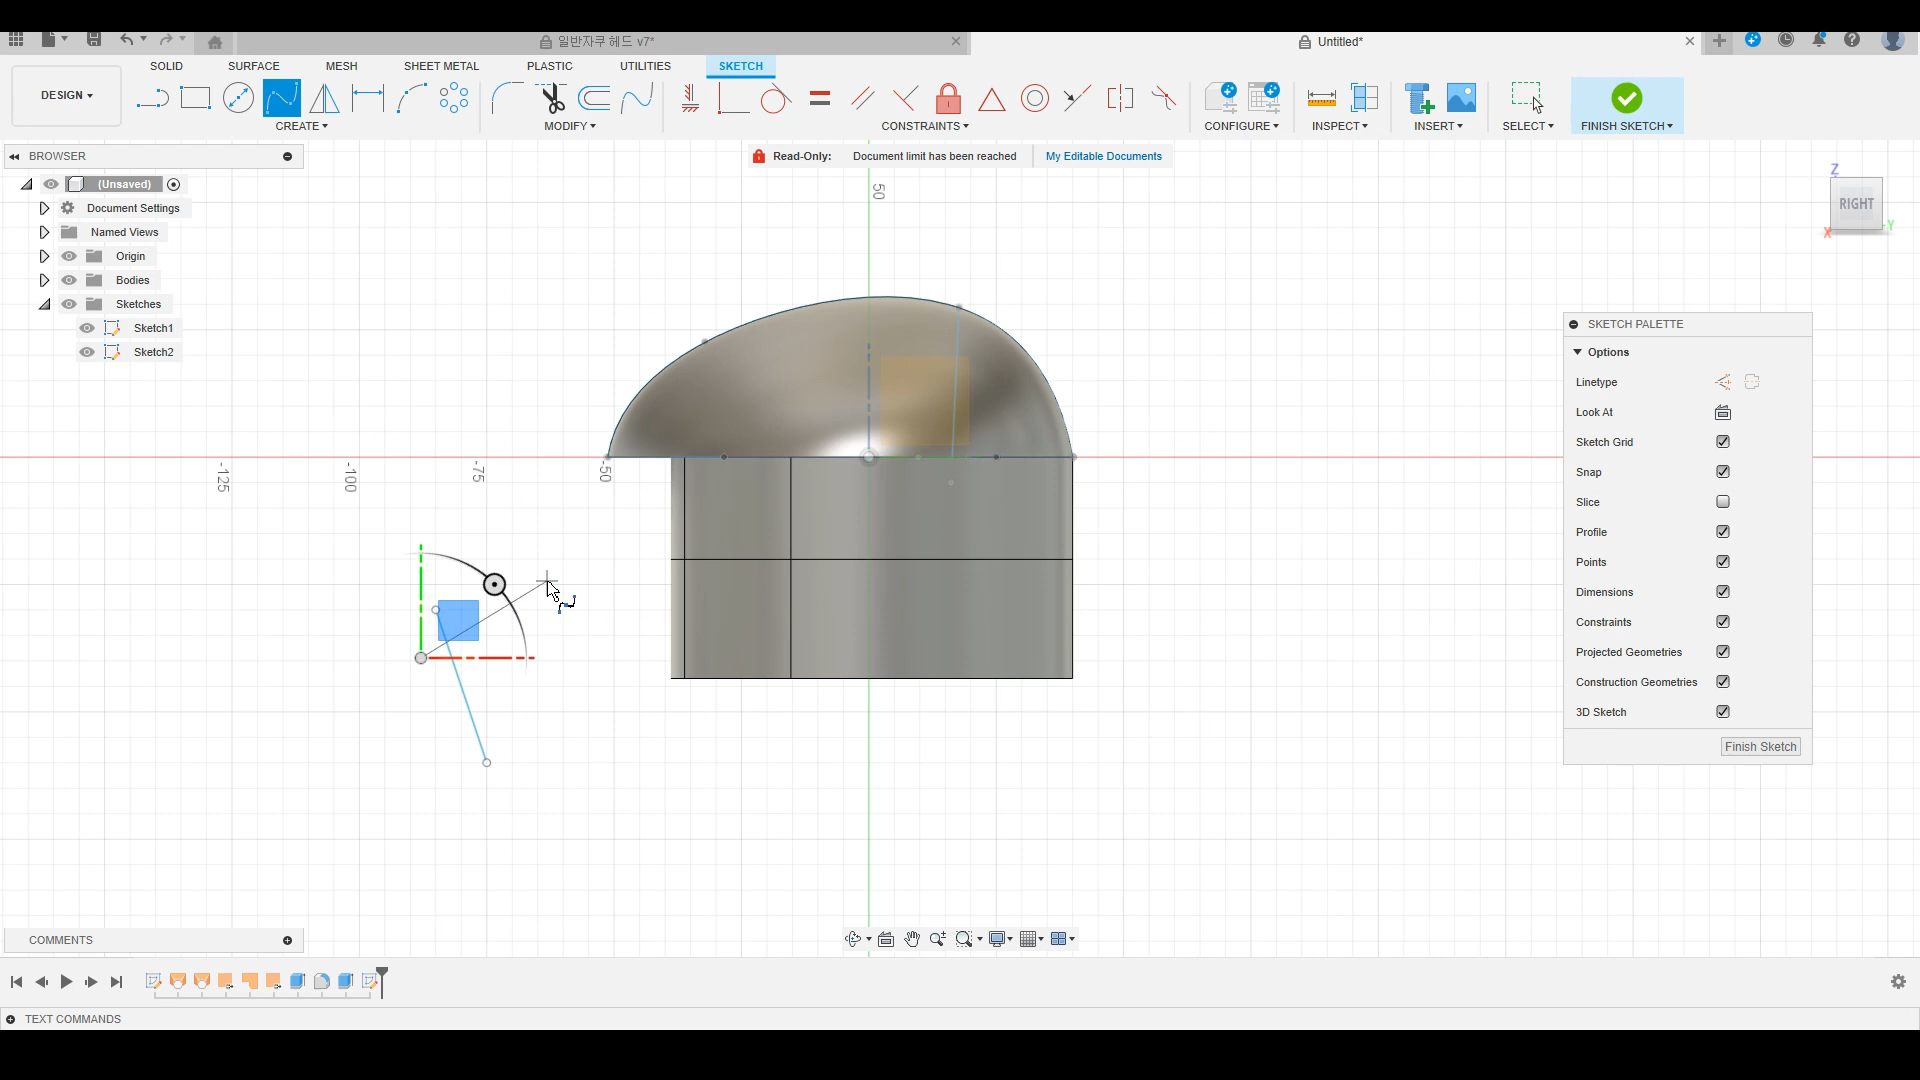 일반자쿠 헤드 v7*
Untitled*
SOLID
SURFACE
MESH
SHEET METAL
PLASTIC
UTILITIES
SKETCH
DESIGN
CREATE
MODIFY
CONSTRAINTS
CONFIGURE
INSPECT
INSERT
SELECT
FINISH SKETCH
BROWSER
Read-Only: Document limit has been reached
My Editable Documents
(Unsaved)
Document Settings
Named Views
Origin
Bodies
Sketches
Sketch1
Sketch2
50
Z
RIGHT
X
Y
-125
-100
-75
-50
SKETCH PALETTE
Options
Linetype
Look At
Sketch Grid
Snap
Slice
Profile
Points
Dimensions
Constraints
Projected Geometries
Construction Geometries
3D Sketch
Finish Sketch
COMMENTS
TEXT COMMANDS